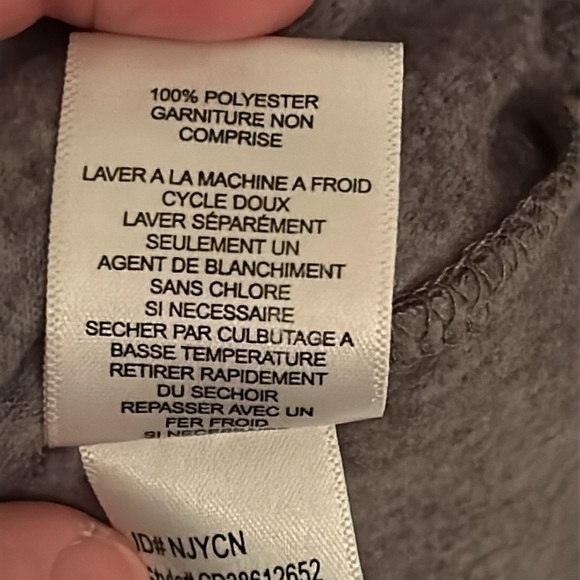 100% POLYESTER
GARNITURE NON
COMPRISE
LAVER A LA MACHINE A FROID
CYCLE DOUX
LAVER SÉPARÉMENT
SEULEMENT UN
AGENT DE BLANCHIMENT
SANS CHLORE
SI NECESSAIRE
SECHER PAR CULBUTAGE A
BASSE TEMPERATURE
RETIRER RAPIDEMENT
DU SECHOIR
REPASSER AVEC UN
FER FROID
SI NECESSAIRE
ID# NJYCN